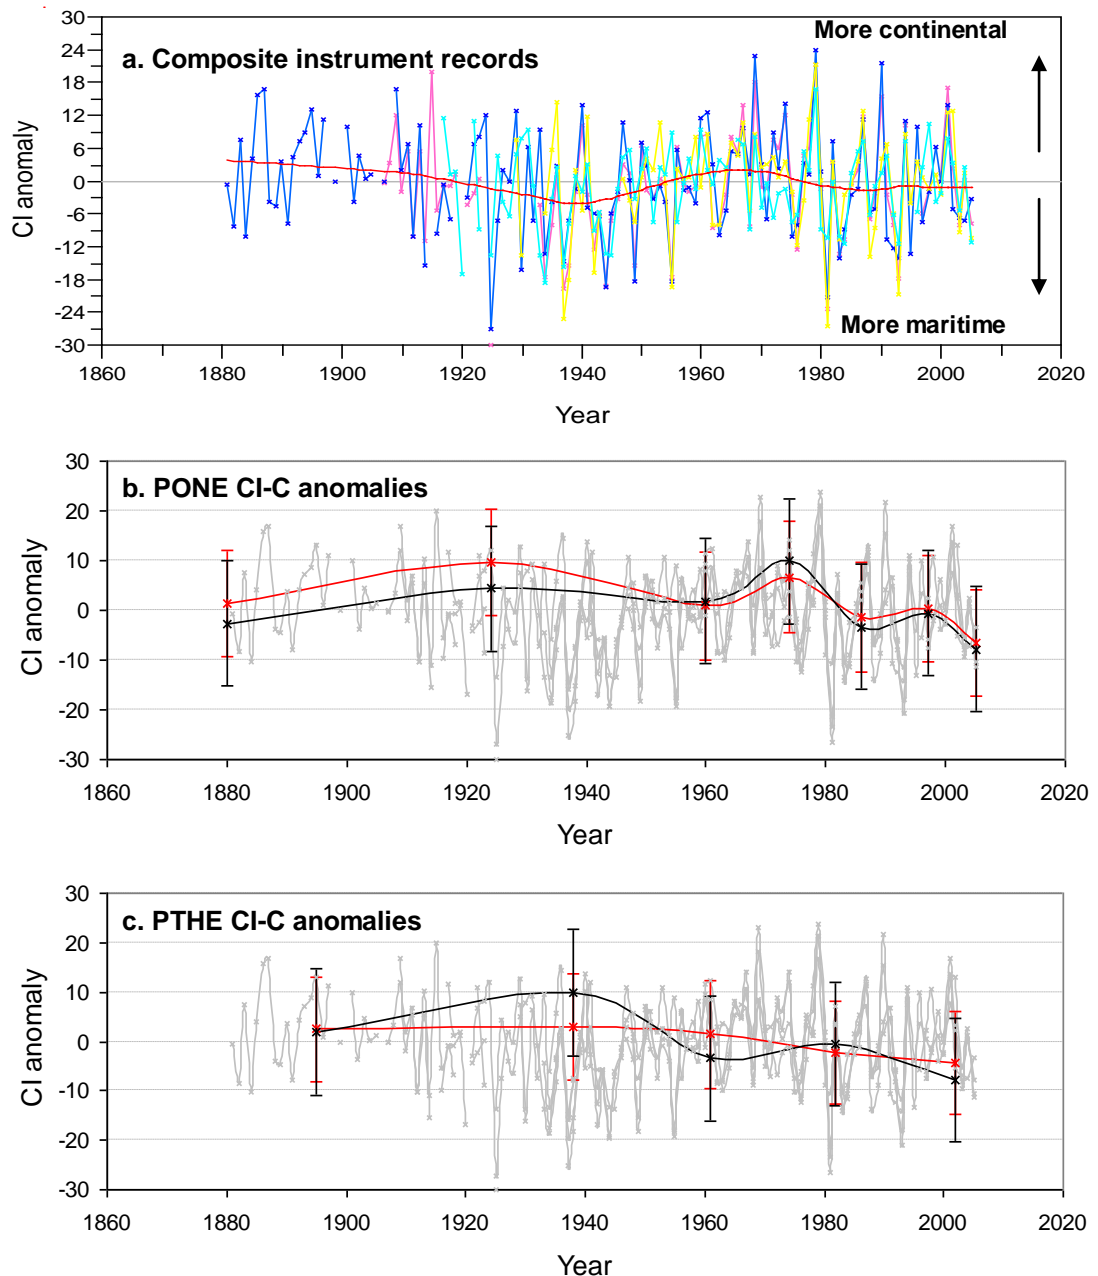 30
More continental
24
a. Composite instrument records
18
12
6
0
-6
-12
-18
-24
More maritime
-30
CI anomaly
1860 1880 1900 1920 1940 1960 1980 2000 2020
Year
30
b. PONE CI-C anomalies
20
10
0
-10
-20
-30
CI anomaly
1860 1880 1900 1920 1940 1960 1980 2000 2020
Year
30
c. PTHE CI-C anomalies
20
10
0
-10
-20
-30
CI anomaly
1860 1880 1900 1920 1940 1960 1980 2000 2020
Year